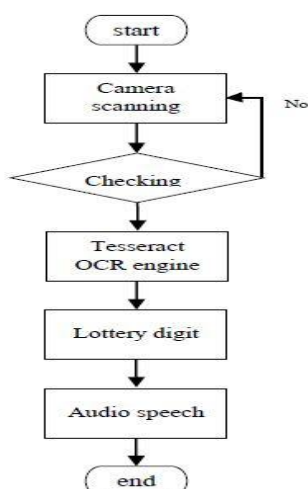 start
Camera
scanning
No
Checking
Tesseract
OCR engine
Lottery digit
Audio speech
end